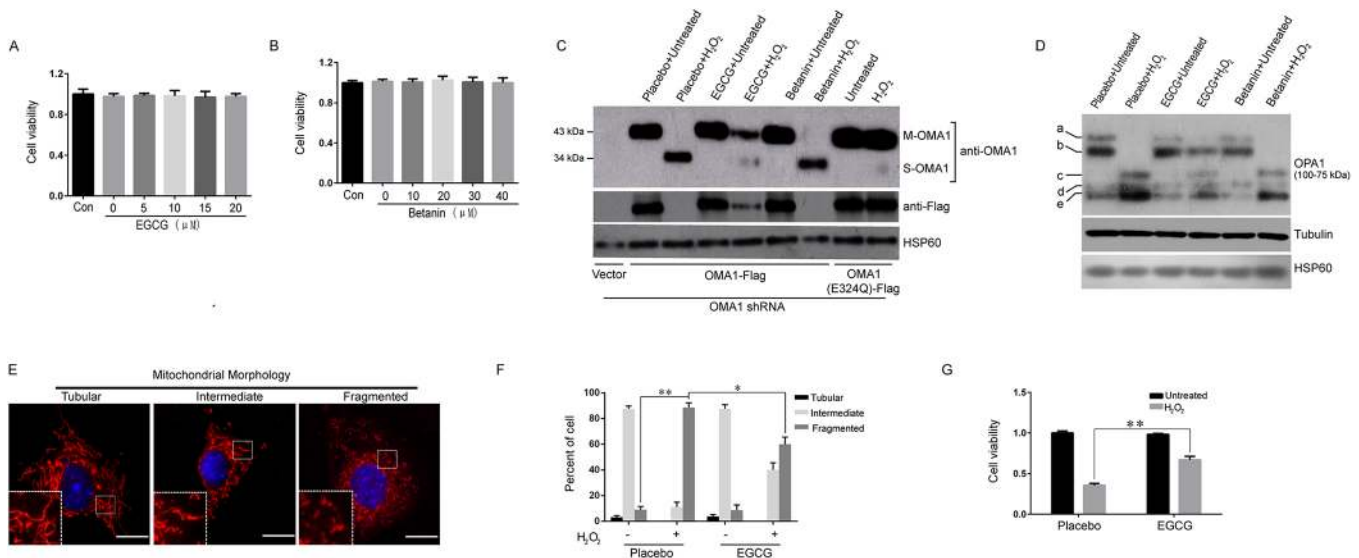 A
Cell viability
1.2
0.8
0.4
0.0
Con 0 5 10 15 20
EGCG （μM）
B
Cell viability
1.2
0.8
0.4
0.0
Con 0 10 20 30 40
Betanin （μM）
C
Placebo+Untreated
Placebo+H₂O₂
EGCG+Untreated
EGCG+H₂O₂
Betanin+Untreated
Betanin+H₂O₂
Untreated
H₂O₂
43 kDa
34 kDa
M-OMA1
S-OMA1
anti-OMA1
anti-Flag
HSP60
Vector
OMA1-Flag
OMA1
(E324Q)-Flag
OMA1 shRNA
D
Placebo+Untreated
Placebo+H₂O₂
EGCG+Untreated
EGCG+H₂O₂
Betanin+Untreated
Betanin+H₂O₂
a
b
c
d
e
OPA1
(100-75 kDa)
Tubulin
HSP60
E
Mitochondrial Morphology
Tubular Intermediate Fragmented
F
Percent of cell
100
80
60
40
20
0
** *
Tubular
Intermediate
Fragmented
H₂O₂ - + - +
Placebo EGCG
G
Cell viability
1.5
1.0
0.5
0.0
Untreated
H₂O₂
**
Placebo EGCG